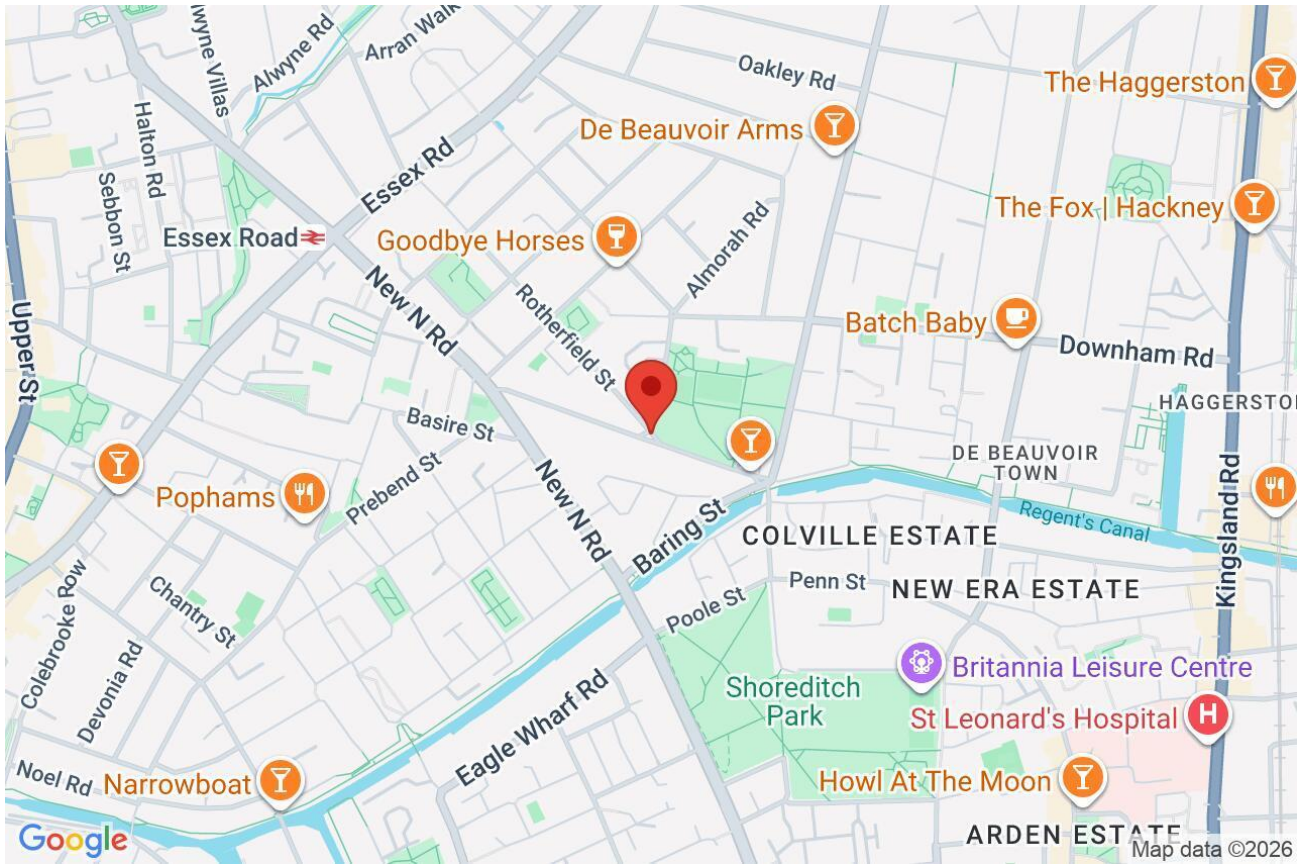 lwyne Villas
Alwyne Rd
Arran Walk
Oakley Rd
The Haggerston
Halton Rd
De Beauvoir Arms
Essex Rd
Sebbon St
The Fox | Hackney
Essex Road
Goodbye Horses
Almorah Rd
Upper St
New N Rd
Rotherfield St
Batch Baby
Downham Rd
HAGGERSTO
Basire St
DE BEAUVOIR
TOWN
Prebend St
Pophams
New N Rd
Baring St
Regent's Canal
Kingsland Rd
COLVILLE ESTATE
Penn St
NEW ERA ESTATE
Colebrooke Row
Chantry St
Poole St
Devonia Rd
Britannia Leisure Centre
Shoreditch
Park
St Leonard's Hospital
H
Eagle Wharf Rd
Noel Rd
Narrowboat
Howl At The Moon
ARDEN ESTATE
Google
Map data ©2026